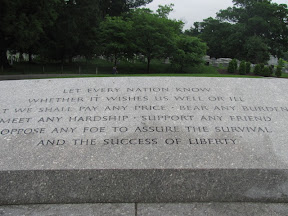 LET EVERY NATION KNOW
WHETHER IT WISHES US WELL OR ILL
T WE SHALL PAY ANY PRICE · BEAR ANY BURDEN
MEET ANY HARDSHIP · SUPPORT ANY FRIEND
OPPOSE ANY FOE TO ASSURE THE SURVIVAL
AND THE SUCCESS OF LIBERTY